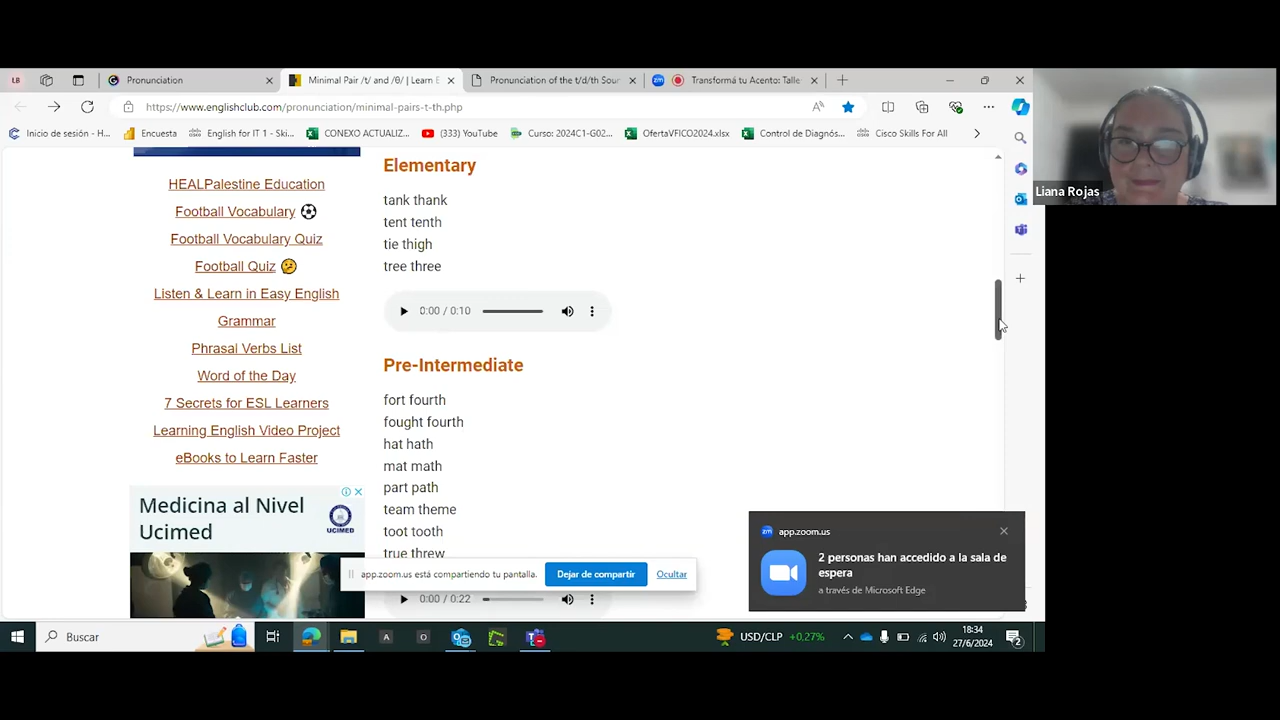 LB
Pronunciation
Minimal Pair /t/ and /θ/ | Learn E
Pronunciation of the t/d/th Soun
zm
Transformá tu Acento: Talle
https://www.englishclub.com/pronunciation/minimal-pairs-t-th.php
Inicio de sesión - H...
Encuesta
English for IT 1 - Ski...
CONEXO ACTUALIZ...
(333) YouTube
Curso: 2024C1-G02...
OfertaVFICO2024.xlsx
Control de Diagnós...
Cisco Skills For All
Liana Rojas
HEALPalestine Education
Football Vocabulary
Football Vocabulary Quiz
Football Quiz
Listen & Learn in Easy English
Grammar
Phrasal Verbs List
Word of the Day
7 Secrets for ESL Learners
Learning English Video Project
eBooks to Learn Faster
Medicina al Nivel
Ucimed
UCIMED
Elementary
tank thank
tent tenth
tie thigh
tree three
0:00 / 0:10
Pre-Intermediate
fort fourth
fought fourth
hat hath
mat math
part path
team theme
toot tooth
true threw
app.zoom.us está compartiendo tu pantalla.
Dejar de compartir
Ocultar
0:00 / 0:22
zm
app.zoom.us
2 personas han accedido a la sala de
espera
a través de Microsoft Edge
Buscar
A
O
USD/CLP +0.27%
18:34
27/6/2024
2